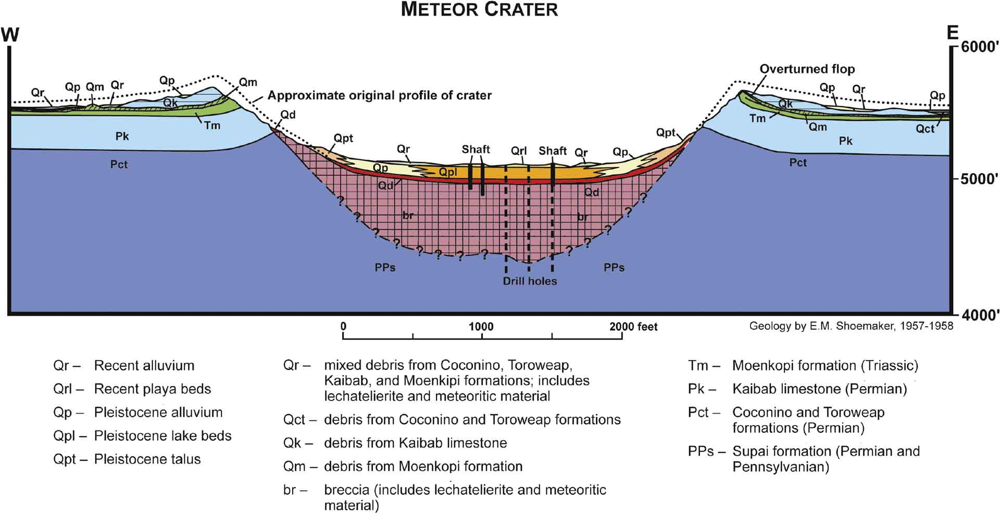 METEOR CRATER
W
E
6000'
Overturned flop
Qr
Qp
Qm
Qr
Qp
Qm
Qp
Qr
Qp
Approximate original profile of crater
Qk
Qk
Qd
Tm
Tm
Qm
Qct
Pk
Qpt
Qpt
Pk
Qr
Shaft
Qrl
Shaft
Qr
Qp
Pct
Pct
Qp
Qpl
5000'
Qd
Qd
br
br
? ? ? ? ? ? ? ? ? ? ? ? ? ?
PPs
PPs
Drill holes
4000'
0 1000 2000 feet
Geology by E.M. Shoemaker, 1957-1958
Qr – Recent alluvium
Qrl – Recent playa beds
Qp – Pleistocene alluvium
Qpl – Pleistocene lake beds
Qpt – Pleistocene talus
Qr – mixed debris from Coconino, Toroweap,
Kaibab, and Moenkipi formations; includes
lechatelierite and meteoritic material
Qct – debris from Coconino and Toroweap formations
Qk – debris from Kaibab limestone
Qm – debris from Moenkopi formation
br – breccia (includes lechatelierite and meteoritic
material)
Tm – Moenkopi formation (Triassic)
Pk – Kaibab limestone (Permian)
Pct – Coconino and Toroweap
formations (Permian)
PPs – Supai formation (Permian and
Pennsylvanian)